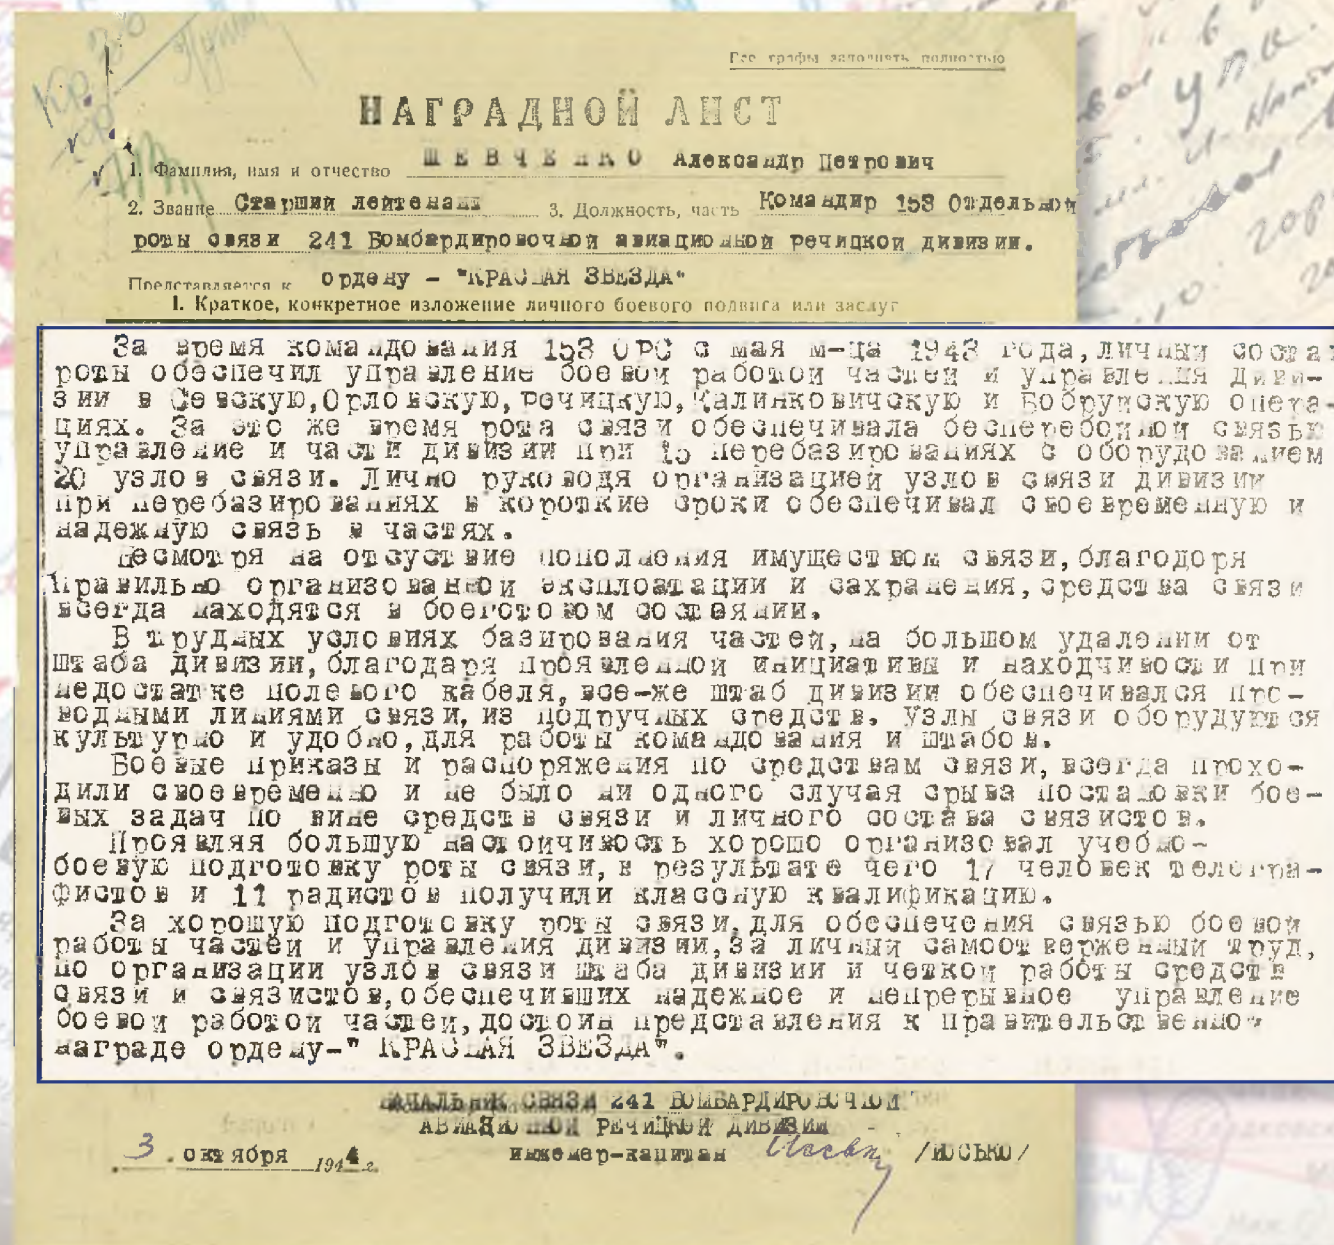 Все графы заполнять полностью
НАГРАДНОЙ ЛИСТ
1. Фамилия, имя и отчество ШЕВЧЕНКО Александр Петрович
2. Звание Старший лейтенант 3. Должность, часть Командир 153 Отдельной
роты связи 241 Бомбардировочной авиационной речицкой дивизии.
Представляется к ордену - "КРАСНАЯ ЗВЕЗДА"
I. Краткое, конкретное изложение личного боевого подвига или заслуг
За время командования 153 ОРС с мая м-ца 1943 года, личный состав
роты обеспечил управление боевой работой частей и управления диви-
зии в Севскую, Орловскую, Речицкую, Калинковичскую и Бобруйскую опера-
циях. За это же время рота связи обеспечивала бесперебойной связью
управление и части дивизии при 15 перебазированиях с оборудованием
20 узлов связи. Лично руководя организацией узлов связи дивизии
при перебазированиях в короткие сроки обеспечивал своевременную и
надежную связь в частях.
Несмотря на отсуствие пополнения имуществом связи, благодоря
правильно организованной эксплоатации и сахранения, средства связи
всегда находятся в боеготовом состоянии.
В трудных условиях базирования частей, на большом удалении от
штаба дивизии, благодаря проявленной инициативы и находчивости при
недостатке полевого кабеля, все-же штаб дивизии обеспечивался про-
водными линиями связи, из подручных средств. Узлы связи оборудуются
культурно и удобно, для работы командования и штабов.
Боевые приказы и распоряжения по средствам связи, всегда прохо-
дили своевременно и не было ни одного случая срыва постановки бое-
вых задач по вине средств связи и личного состава связистов.
Проявляя большую настойчивость хорошо организовал учебно-
боевую подготовку роты связи, в результате чего 17 человек телегра-
фистов и 11 радистов получили классную квалификацию.
За хорошую подготовку роты связи, для обеспечения связью боевой
работы частей и управления дивизии, за личный самоотверженный труд,
по организации узлов связи штаба дивизии и четкой работы средств
связи и связистов, обеспечивших надежное и непрерывное управление
боевой работой частей, достоин представления к правительственной
награде ордену-" КРАСНАЯ ЗВЕЗДА".
НАЧАЛЬНИК СВЯЗИ 241 БОМБАРДИРОВОЧНОЙ
АВИАЦИОННОЙ РЕЧИЦКОЙ ДИВИЗИИ
инженер-капитан /ИОСЬКО/
3 октября 1944 г.